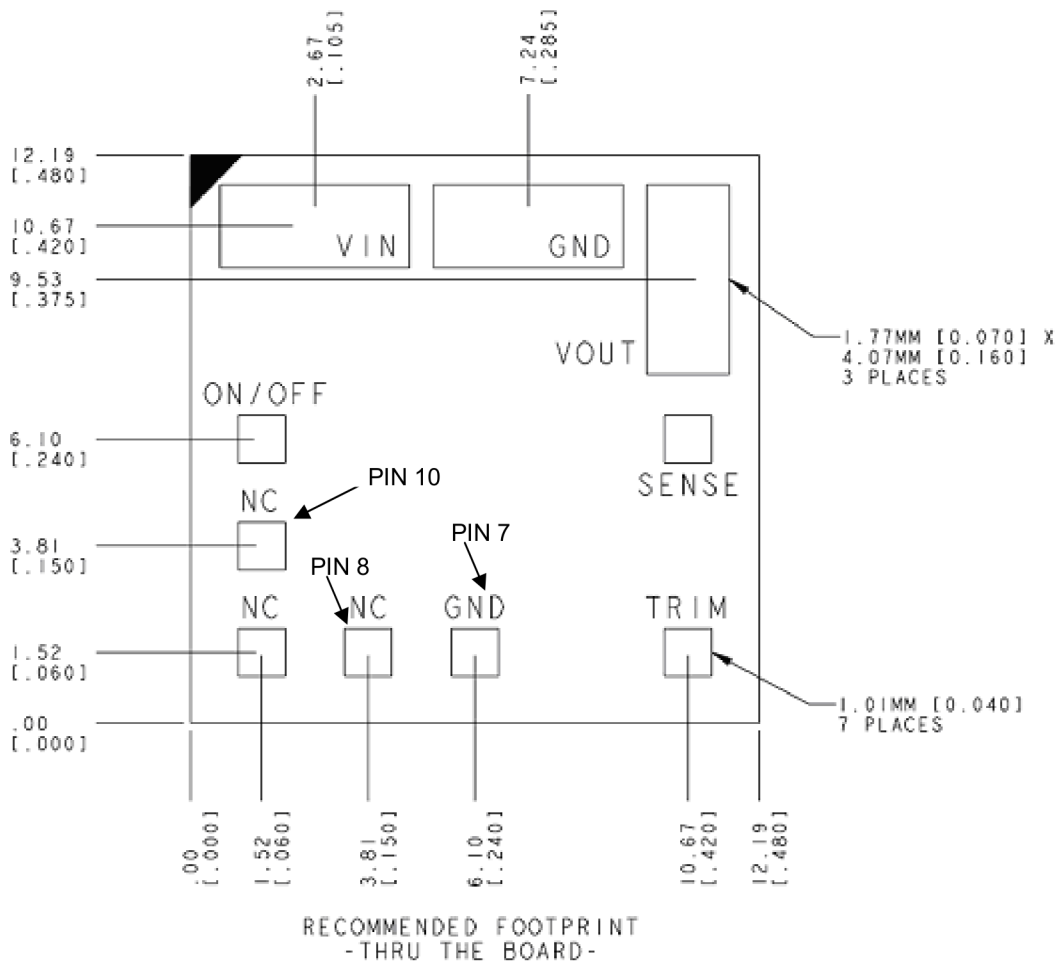 2.67
[.105]
7.24
[.285]
12.19
[.480]
10.67
[.420]
VIN
GND
9.53
[.375]
1.77MM [0.070] X
4.07MM [0.160]
3 PLACES
VOUT
ON/OFF
6.10
[.240]
SENSE
PIN 10
NC
3.81
[.150]
PIN 7
PIN 8
NC
NC
GND
TRIM
1.52
[.060]
1.01MM [0.040]
7 PLACES
.00
[.000]
.00
[.000]
1.52
[.060]
3.81
[.150]
6.10
[.240]
10.67
[.420]
12.19
[.480]
RECOMMENDED FOOTPRINT
-THRU THE BOARD-